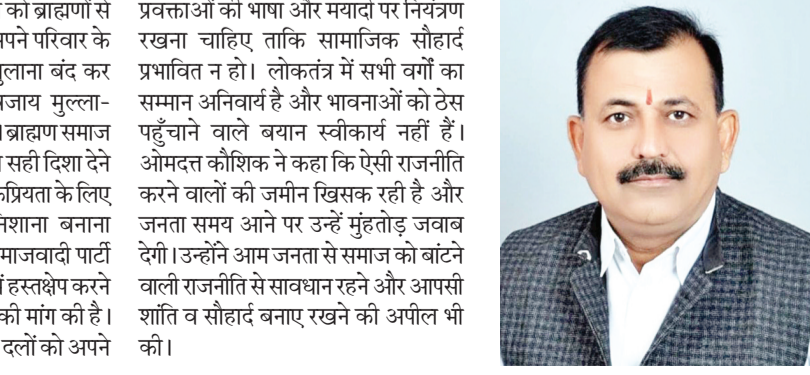 को ब्राह्मणों से
अपने परिवार के
बुलाना बंद कर
बजाय मुल्ला-
। ब्राह्मण समाज
सही दिशा देने
के लिए
निशाना बनाना
समाजवादी पार्टी
हस्तक्षेप करने
की मांग की है।
दलों को अपने
प्रवक्ताओं की भाषा और मर्यादा पर नियंत्रण
रखना चाहिए ताकि सामाजिक सौहार्द
प्रभावित न हो। लोकतंत्र में सभी वर्गों का
सम्मान अनिवार्य है और भावनाओं को ठेस
पहुँचाने वाले बयान स्वीकार्य नहीं हैं।
ओमदत्त कौशिक ने कहा कि ऐसी राजनीति
करने वालों की जमीन खिसक रही है और
जनता समय आने पर उन्हें मुंहतोड़ जवाब
देगी। उन्होंने आम जनता से समाज को बांटने
वाली राजनीति से सावधान रहने और आपसी
शांति व सौहार्द बनाए रखने की अपील भी
की।